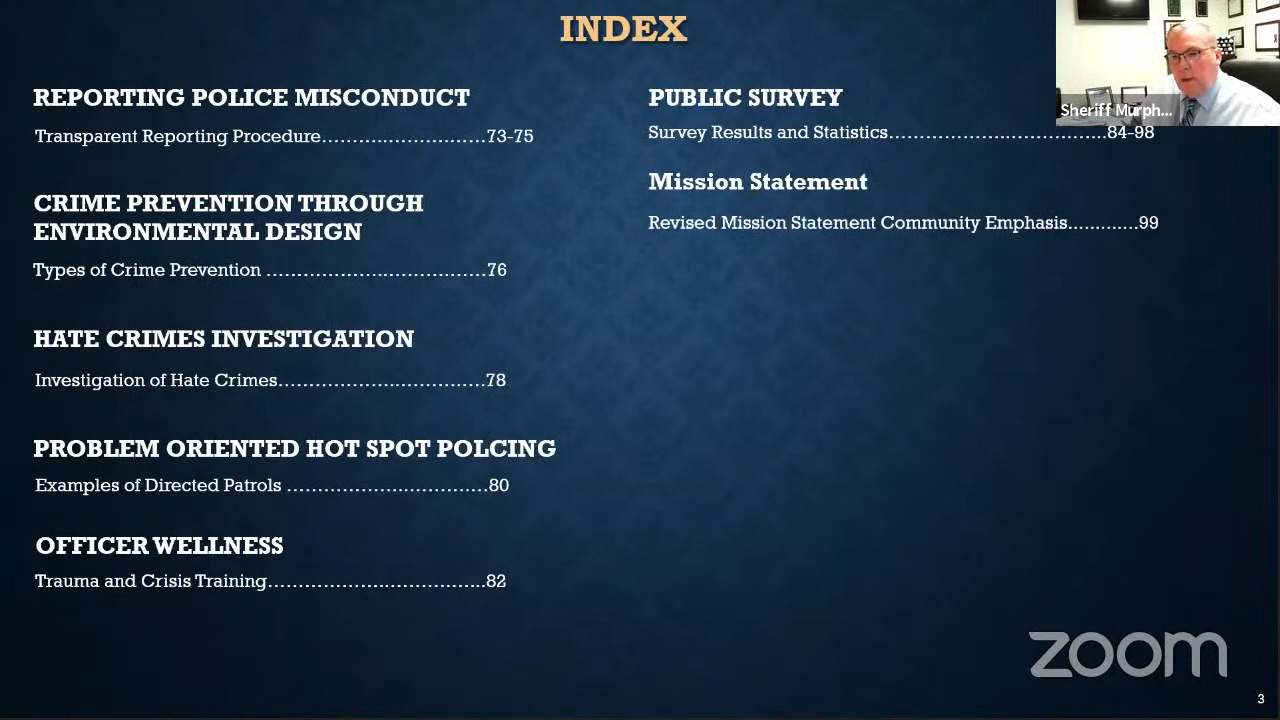 INDEX
REPORTING POLICE MISCONDUCT
Transparent Reporting Procedure.............................73-75
CRIME PREVENTION THROUGH
ENVIRONMENTAL DESIGN
Types of Crime Prevention ......................................76
HATE CRIMES INVESTIGATION
Investigation of Hate Crimes....................................78
PROBLEM ORIENTED HOT SPOT POLCING
Examples of Directed Patrols ...................................80
OFFICER WELLNESS
Trauma and Crisis Training......................................82
PUBLIC SURVEY
Survey Results and Statistics......................................84-98
Mission Statement
Revised Mission Statement Community Emphasis.............99
Sheriff Murph...
zoom
3